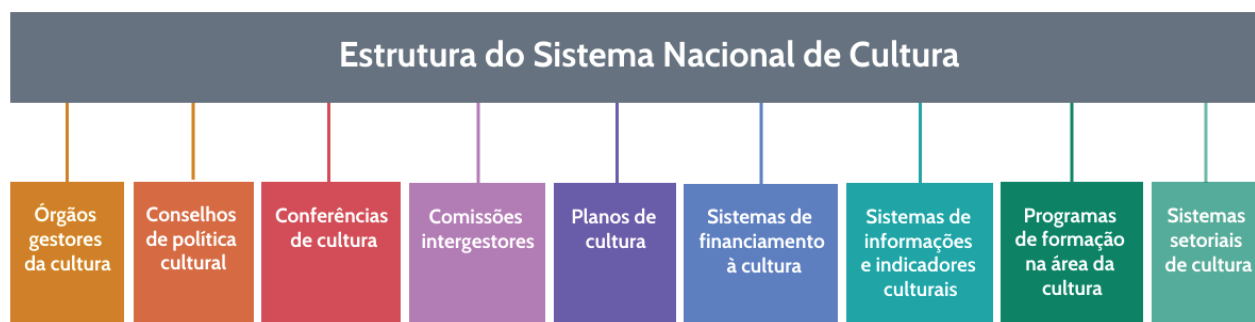 Estrutura do Sistema Nacional de Cultura
Órgãos
gestores
da cultura
Conselhos
de política
cultural
Conferências
de cultura
Comissões
intergestores
Planos de
cultura
Sistemas de
financiamento
à cultura
Sistemas de
informações
e indicadores
culturais
Programas
de formação
na área da
cultura
Sistemas
setoriais
de cultura